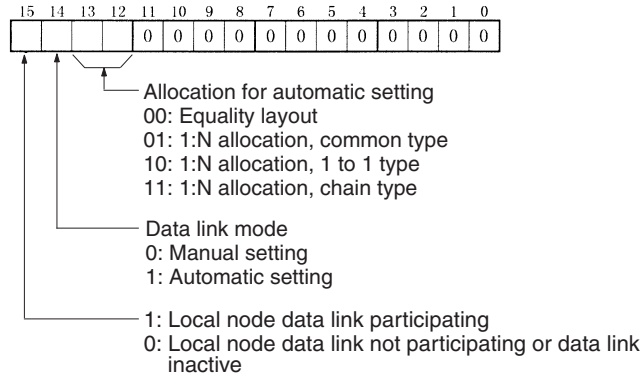 15 14 13 12 11 10 9 8 7 6 5 4 3 2 1 0
0 0 0 0 0 0 0 0 0 0 0 0
Allocation for automatic setting
00: Equality layout
01: 1:N allocation, common type
10: 1:N allocation, 1 to 1 type
11: 1:N allocation, chain type
Data link mode
0: Manual setting
1: Automatic setting
1: Local node data link participating
0: Local node data link not participating or data link
inactive